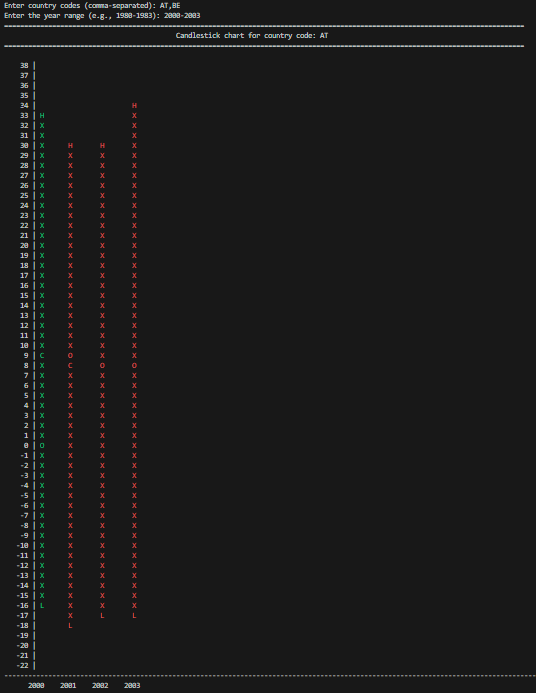 Enter country codes (comma-separated): AT,BE
Enter the year range (e.g., 1980-1983): 2000-2003
================================================================================
Candlestick chart for country code: AT
================================================================================
38 |
37 |
36 |
35 |
34 | H
33 | H X
32 | X X
31 | X X
30 | X H H X
29 | X X X X
28 | X X X X
27 | X X X X
26 | X X X X
25 | X X X X
24 | X X X X
23 | X X X X
22 | X X X X
21 | X X X X
20 | X X X X
19 | X X X X
18 | X X X X
17 | X X X X
16 | X X X X
15 | X X X X
14 | X X X X
13 | X X X X
12 | X X X X
11 | X X X X
10 | X X X X
9 | C O X X
8 | X C O O
7 | X X X X
6 | X X X X
5 | X X X X
4 | X X X X
3 | X X X X
2 | X X X X
1 | X X X X
0 | O X X X
-1 | X X X X
-2 | X X X X
-3 | X X X X
-4 | X X X X
-5 | X X X X
-6 | X X X X
-7 | X X X X
-8 | X X X X
-9 | X X X X
-10 | X X X X
-11 | X X X X
-12 | X X X X
-13 | X X X X
-14 | X X X X
-15 | X X X X
-16 | L X X X
-17 | X L L
-18 | L
-19 |
-20 |
-21 |
-22 |
--------------------------------------------------------------------------------
2000 2001 2002 2003